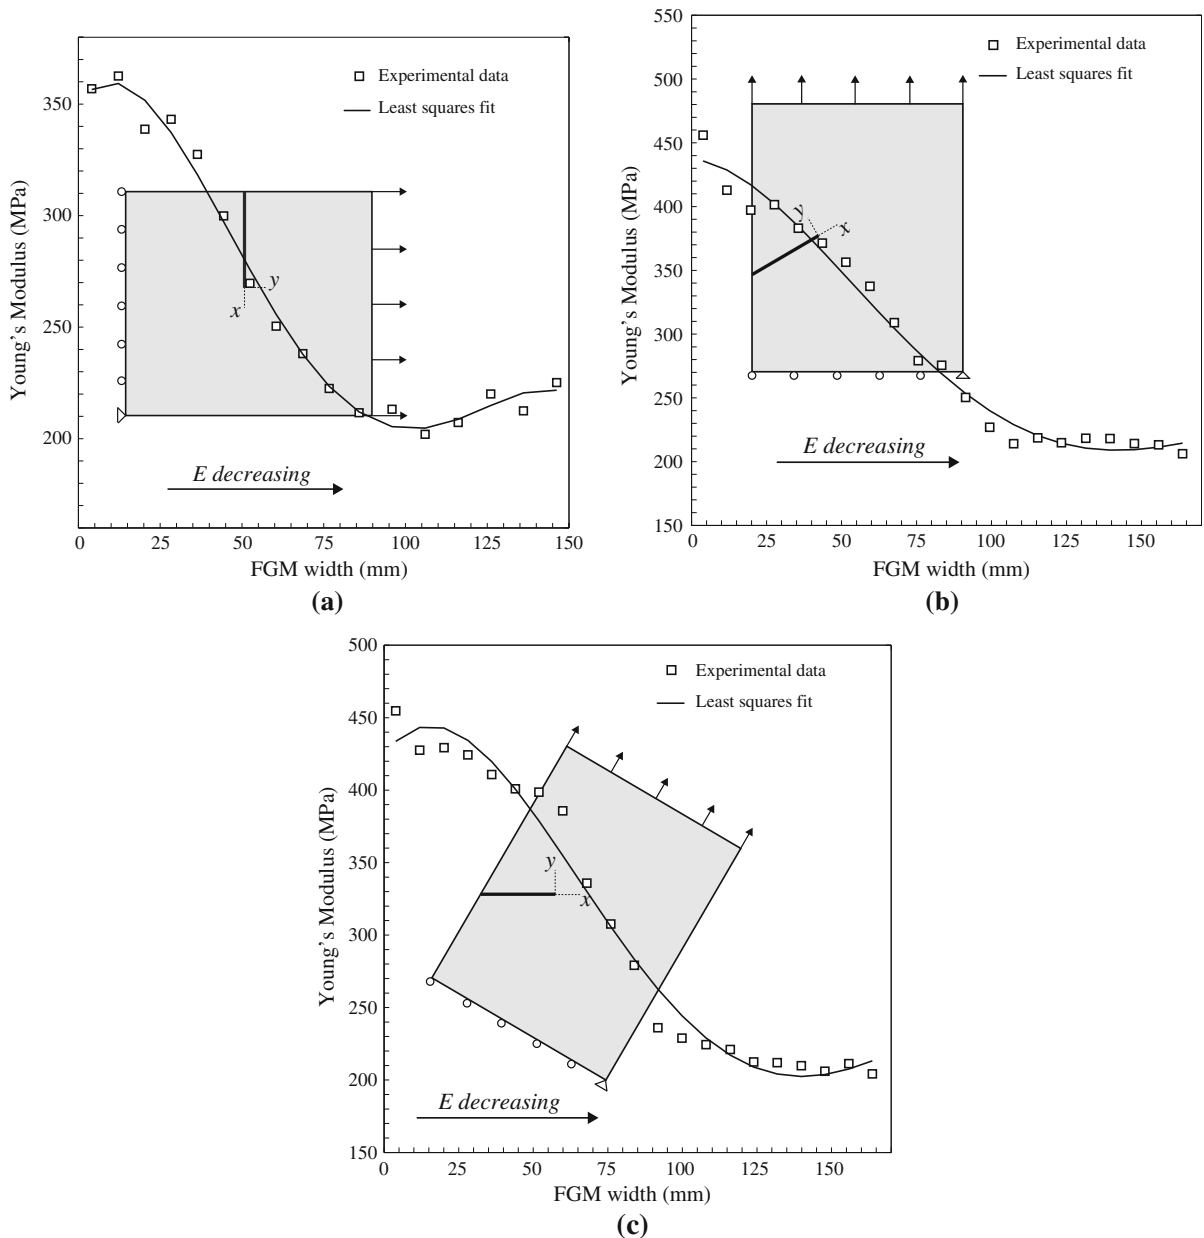 Experimental data
Least squares fit
350
300
250
200
Young's Modulus (MPa)
y
x
E decreasing
0 25 50 75 100 125 150
FGM width (mm)
(a)
550
500
450
400
350
300
250
200
150
Young's Modulus (MPa)
Experimental data
Least squares fit
y
x
E decreasing
0 25 50 75 100 125 150
FGM width (mm)
(b)
500
450
400
350
300
250
200
150
Young's Modulus (MPa)
Experimental data
Least squares fit
y
x
E decreasing
0 25 50 75 100 125 150
FGM width (mm)
(c)